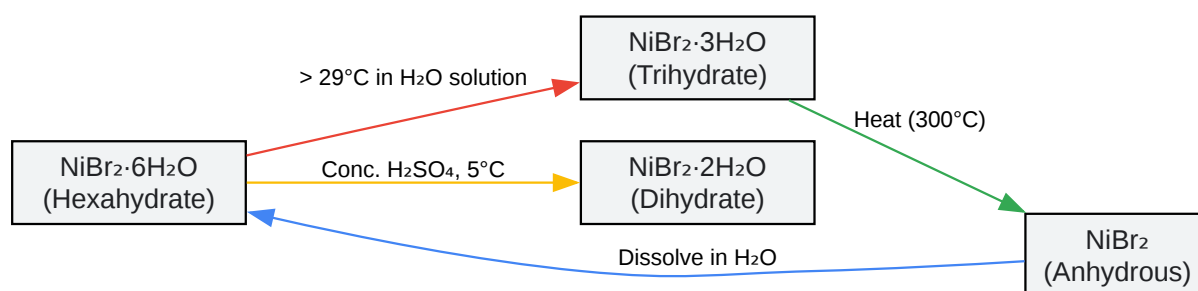 NiBr₂·3H₂O
(Trihydrate)
> 29°C in H₂O solution
Heat (300°C)
NiBr₂·6H₂O
(Hexahydrate)
Conc. H₂SO₄, 5°C
NiBr₂·2H₂O
(Dihydrate)
Dissolve in H₂O
NiBr₂
(Anhydrous)